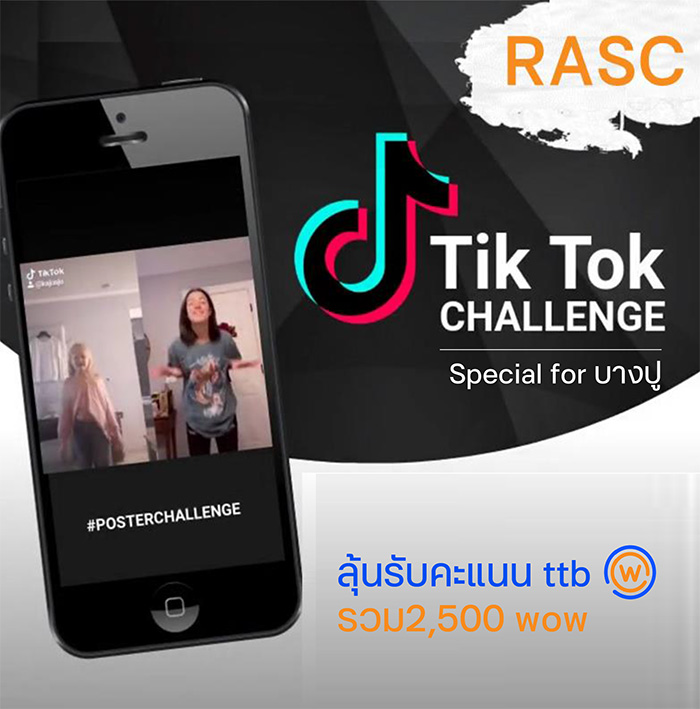 RASC
Tik Tok
CHALLENGE
Special for บางปู
TikTok
#POSTERCHALLENGE
ลุ้นรับคะแนน ttb w
รวม2,500 wow